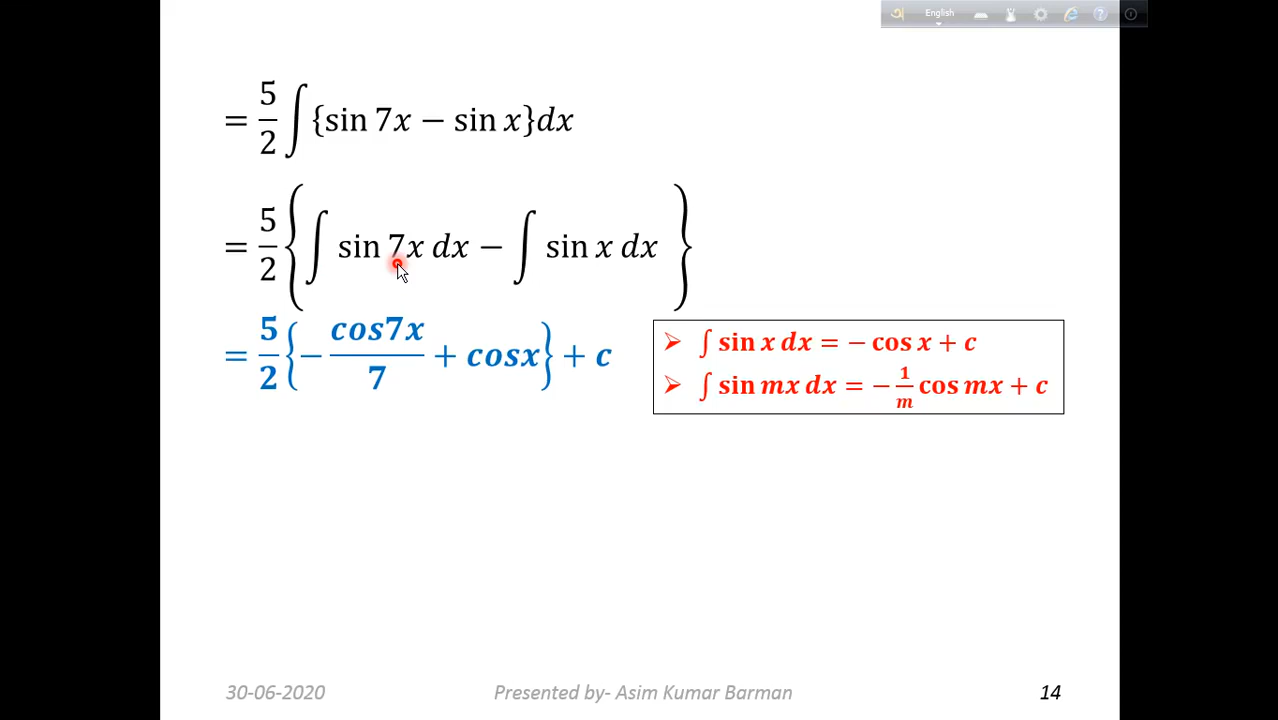 English
= 5/2 ∫ {sin 7x − sin x}dx
= 5/2 { ∫ sin 7x dx − ∫ sin x dx }
= 5/2 {− cos7x/7 + cosx} + c
➢ ∫ sin x dx = − cos x + c
➢ ∫ sin mx dx = − 1/m cos mx + c
30-06-2020 Presented by- Asim Kumar Barman 14